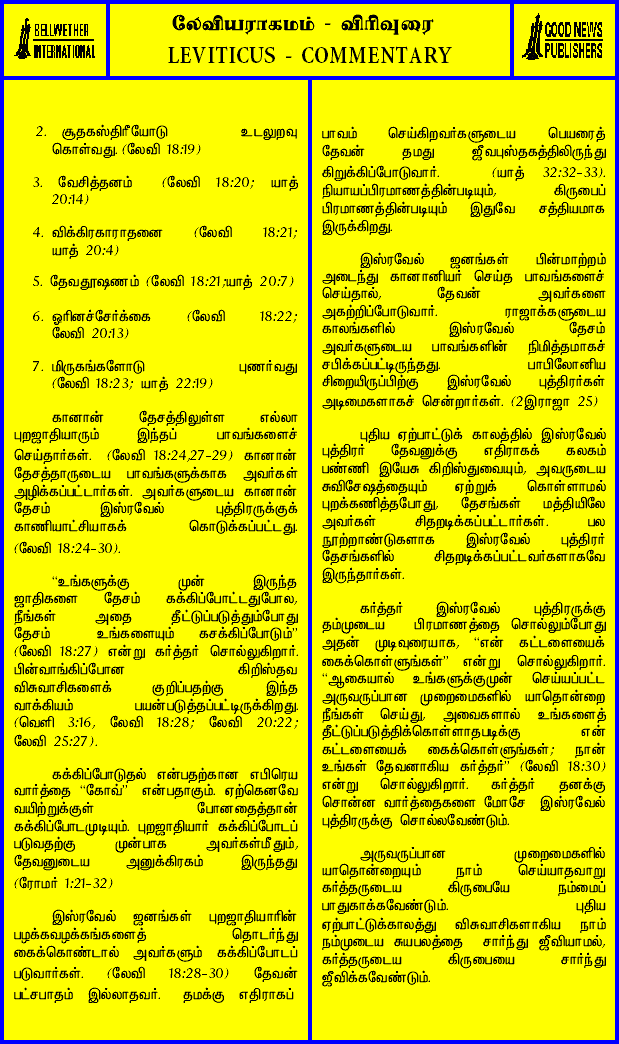 BELLWETHER
INTERNATIONAL
லேவியராகமம் - விரிவுரை
LEVITICUS - COMMENTARY
GOOD NEWS
PUBLISHERS
2. சூதகஸ்திரீயோடு உடலுறவு
கொள்வது. (லேவி 18:19)
3. வேசித்தனம் (லேவி 18:20; யாத்
20:14)
4. விக்கிரகாராதனை (லேவி 18:21;
யாத் 20:4)
5. தேவதூஷணம் (லேவி 18:21;யாத் 20:7)
6. ஓரினச்சேர்க்கை (லேவி 18:22;
லேவி 20:13)
7. மிருகங்களோடு புணர்வது
(லேவி 18:23; யாத் 22:19)
கானான் தேசத்திலுள்ள எல்லா
புறஜாதியாரும் இந்தப் பாவங்களைச்
செய்தார்கள். (லேவி 18:24,27-29) கானான்
தேசத்தாருடைய பாவங்களுக்காக அவர்கள்
அழிக்கப்பட்டார்கள். அவர்களுடைய கானான்
தேசம் இஸ்ரவேல் புத்திரருக்குக்
காணியாட்சியாகக் கொடுக்கப்பட்டது.
(லேவி 18:24-30).
“உங்களுக்கு முன் இருந்த
ஜாதிகளை தேசம் கக்கிப்போட்டதுபோல,
நீங்கள் அதை தீட்டுப்படுத்தும்போது
தேசம் உங்களையும் கசக்கிப்போடும்”
(லேவி 18:27) என்று கர்த்தர் சொல்லுகிறார்.
பின்வாங்கிப்போன கிறிஸ்தவ
விசுவாசிகளைக் குறிப்பதற்கு இந்த
வாக்கியம் பயன்படுத்தப்பட்டிருக்கிறது.
(வெளி 3:16, லேவி 18:28; லேவி 20:22;
லேவி 25:27).
கக்கிப்போடுதல் என்பதற்கான எபிரெய
வார்த்தை “கோவ்” என்பதாகும். ஏற்கெனவே
வயிற்றுக்குள் போனதைத்தான்
கக்கிப்போடமுடியும். புறஜாதியார் கக்கிப்போடப்
படுவதற்கு முன்பாக அவர்கள்மீதும்,
தேவனுடைய அனுக்கிரகம் இருந்தது
(ரோமர் 1:21-32)
இஸ்ரவேல் ஜனங்கள் புறஜாதியாரின்
பழக்கவழக்கங்களைத் தொடர்ந்து
கைக்கொண்டால் அவர்களும் கக்கிப்போடப்
படுவார்கள். (லேவி 18:28-30) தேவன்
பட்சபாதம் இல்லாதவர். தமக்கு எதிராகப்
பாவம் செய்கிறவர்களுடைய பெயரைத்
தேவன் தமது ஜீவபுஸ்தகத்திலிருந்து
கிறுக்கிப்போடுவார். (யாத் 32:32-33).
நியாயப்பிரமாணத்தின்படியும், கிருபைப்
பிரமாணத்தின்படியும் இதுவே சத்தியமாக
இருக்கிறது.
இஸ்ரவேல் ஜனங்கள் பின்மாற்றம்
அடைந்து கானானியர் செய்த பாவங்களைச்
செய்தால், தேவன் அவர்களை
அகற்றிப்போடுவார். ராஜாக்களுடைய
காலங்களில் இஸ்ரவேல் தேசம்
அவர்களுடைய பாவங்களின் நிமித்தமாகச்
சபிக்கப்பட்டிருந்தது. பாபிலோனிய
சிறையிருப்பிற்கு இஸ்ரவேல் புத்திரர்கள்
அடிமைகளாகச் சென்றார்கள். (2இராஜா 25)
புதிய ஏற்பாட்டுக் காலத்தில் இஸ்ரவேல்
புத்திரர் தேவனுக்கு எதிராகக் கலகம்
பண்ணி இயேசு கிறிஸ்துவையும், அவருடைய
சுவிசேஷத்தையும் ஏற்றுக் கொள்ளாமல்
புறக்கணித்தபோது, தேசங்கள் மத்தியிலே
அவர்கள் சிதறடிக்கப்பட்டார்கள். பல
நூற்றாண்டுகளாக இஸ்ரவேல் புத்திரர்
தேசங்களில் சிதறடிக்கப்பட்டவர்களாகவே
இருந்தார்கள்.
கர்த்தர் இஸ்ரவேல் புத்திரருக்கு
தம்முடைய பிரமாணத்தை சொல்லும்போது
அதன் முடிவுரையாக, “என் கட்டளையைக்
கைக்கொள்ளுங்கள்” என்று சொல்லுகிறார்.
“ஆகையால் உங்களுக்குமுன் செய்யப்பட்ட
அருவருப்பான முறைமைகளில் யாதொன்றை
நீங்கள் செய்து, அவைகளால் உங்களைத்
தீட்டுப்படுத்திக்கொள்ளாதபடிக்கு என்
கட்டளையைக் கைக்கொள்ளுங்கள்; நான்
உங்கள் தேவனாகிய கர்த்தர்” (லேவி 18:30)
என்று சொல்லுகிறார். கர்த்தர் தனக்கு
சொன்ன வார்த்தைகளை மோசே இஸ்ரவேல்
புத்திரருக்கு சொல்லவேண்டும்.
அருவருப்பான முறைமைகளில்
யாதொன்றையும் நாம் செய்யாதவாறு
கர்த்தருடைய கிருபையே நம்மைப்
பாதுகாக்கவேண்டும். புதிய
ஏற்பாட்டுக்காலத்து விசுவாசிகளாகிய நாம்
நம்முடைய சுயபலத்தை சார்ந்து ஜீவியாமல்,
கர்த்தருடைய கிருபையை சார்ந்து
ஜீவிக்கவேண்டும்.